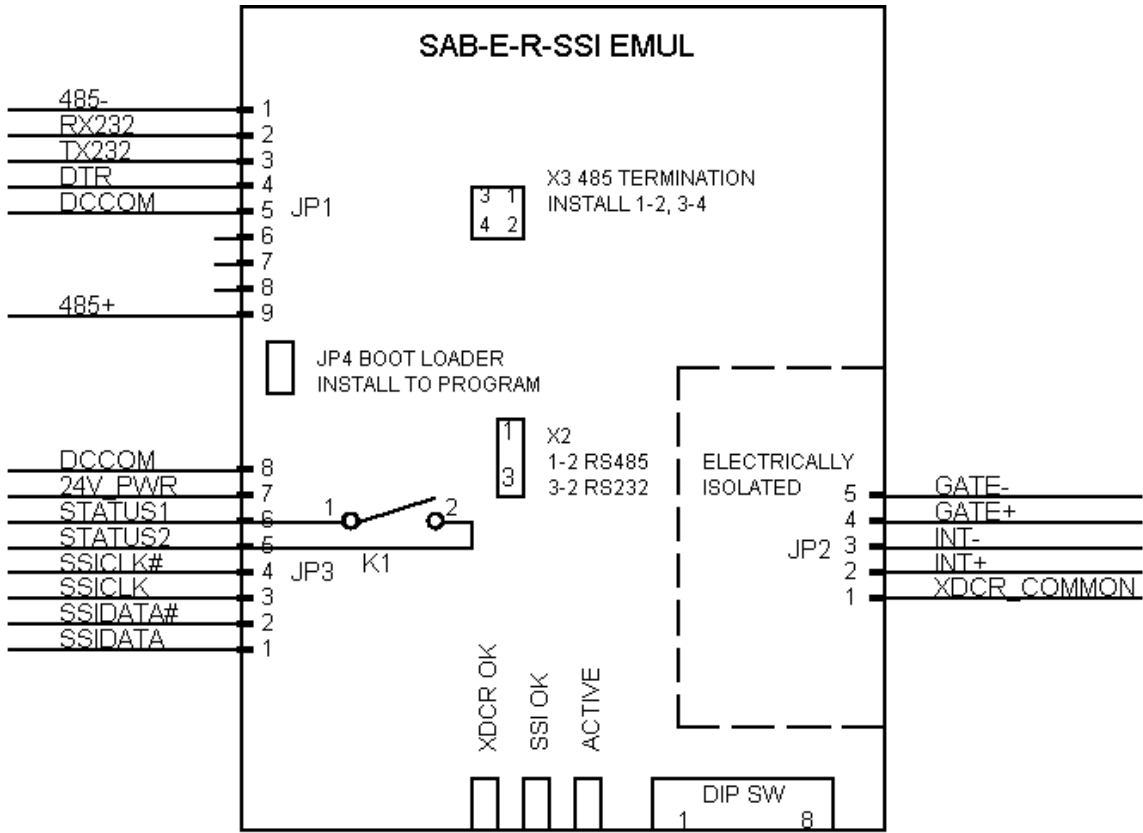 SAB-E-R-SSI EMUL
485- 1
RX232 2
TX232 3
DTR 4
DCCOM 5 JP1
6
7
8
485+ 9
3 1
4 2
X3 485 TERMINATION
INSTALL 1-2, 3-4
JP4 BOOT LOADER
INSTALL TO PROGRAM
1
3
X2
1-2 RS485
3-2 RS232
ELECTRICALLY
ISOLATED
DCCOM 8
24V_PWR 7
STATUS1 6 1 2
STATUS2 5 K1
SSICLK# 4 JP3
SSICLK 3
SSIDATA# 2
SSIDATA 1
5 GATE-
4 GATE+
JP2 3 INT-
2 INT+
1 XDCR_COMMON
XDCR OK
SSI OK
ACTIVE
DIP SW
1 8